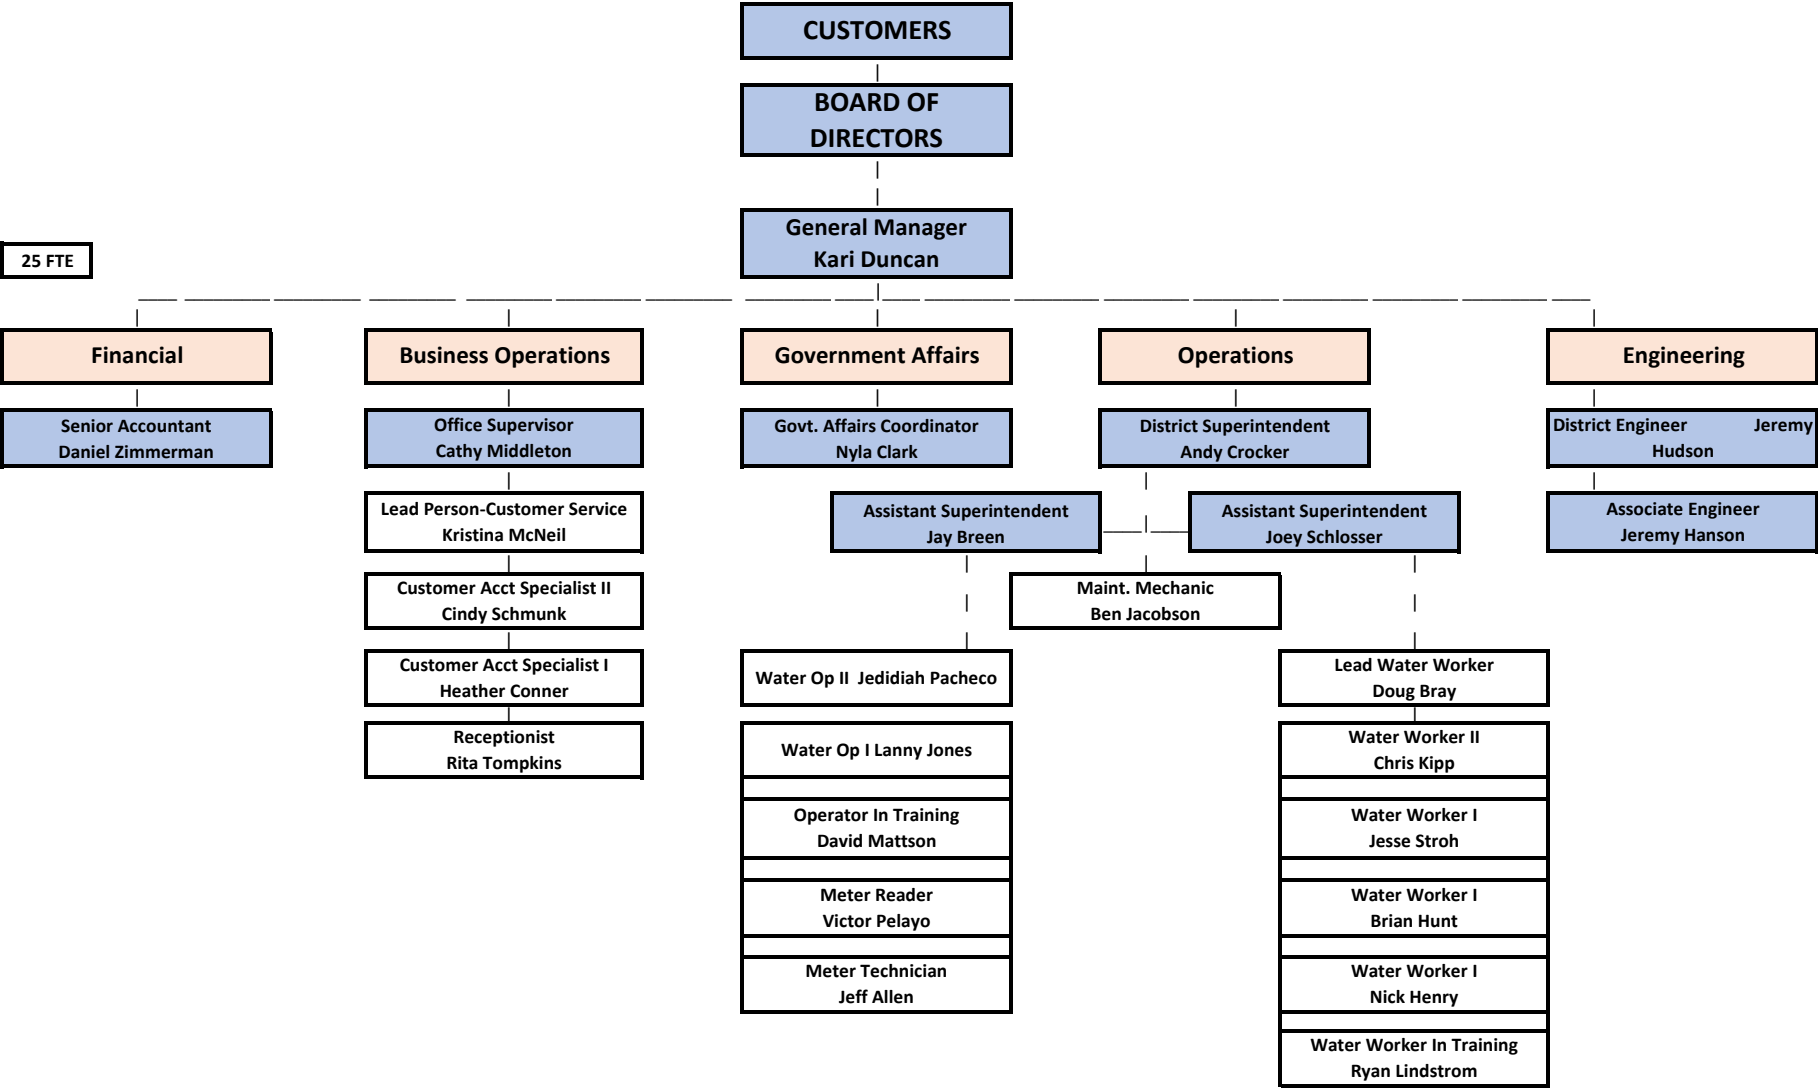 CUSTOMERS
BOARD OF
DIRECTORS
General Manager
Kari Duncan
25 FTE
Financial
Business Operations
Government Affairs
Operations
Engineering
Senior Accountant
Daniel Zimmerman
Office Supervisor
Cathy Middleton
Govt. Affairs Coordinator
Nyla Clark
District Superintendent
Andy Crocker
District Engineer Jeremy
Hudson
Lead Person-Customer Service
Kristina McNeil
Assistant Superintendent
Jay Breen
Assistant Superintendent
Joey Schlosser
Associate Engineer
Jeremy Hanson
Customer Acct Specialist II
Cindy Schmunk
Maint. Mechanic
Ben Jacobson
Customer Acct Specialist I
Heather Conner
Water Op II Jedidiah Pacheco
Lead Water Worker
Doug Bray
Receptionist
Rita Tompkins
Water Op I Lanny Jones
Water Worker II
Chris Kipp
Operator In Training
David Mattson
Water Worker I
Jesse Stroh
Meter Reader
Victor Pelayo
Water Worker I
Brian Hunt
Meter Technician
Jeff Allen
Water Worker I
Nick Henry
Water Worker In Training
Ryan Lindstrom